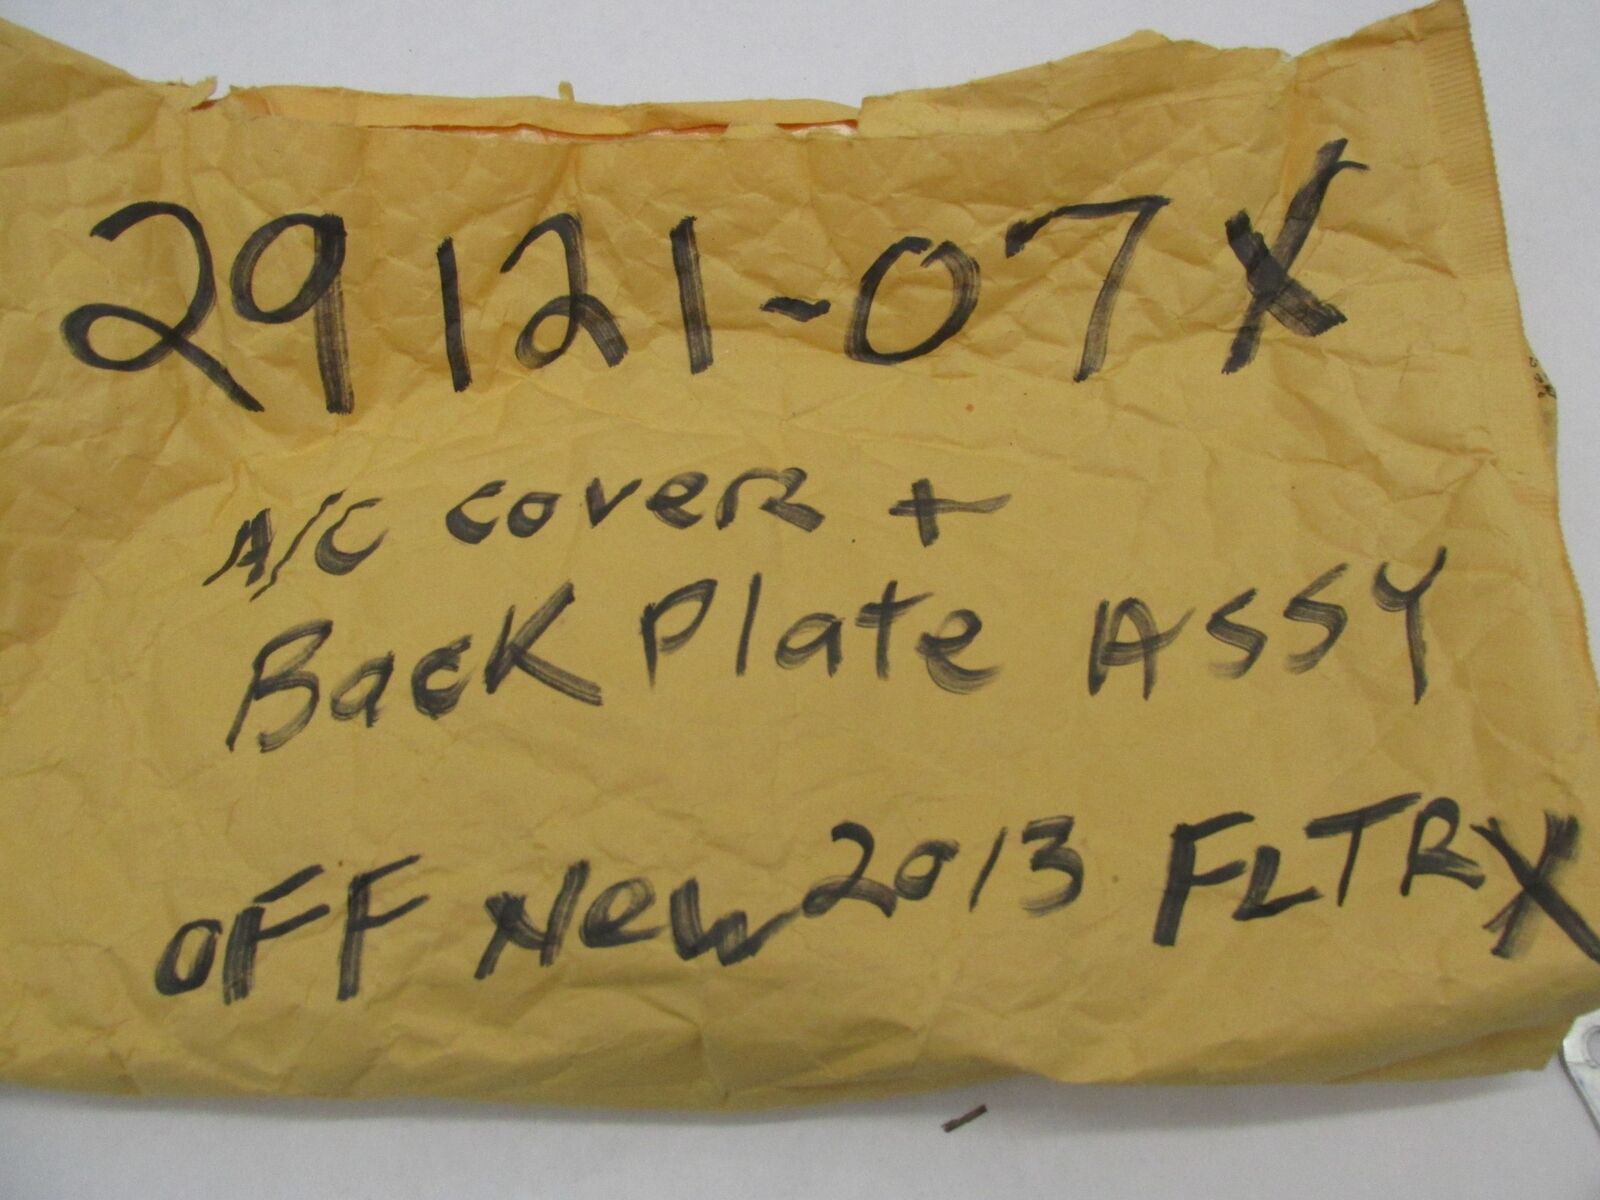 29121-07X
A/C cover +
Back Plate ASSY
OFF New 2013 FLTRX